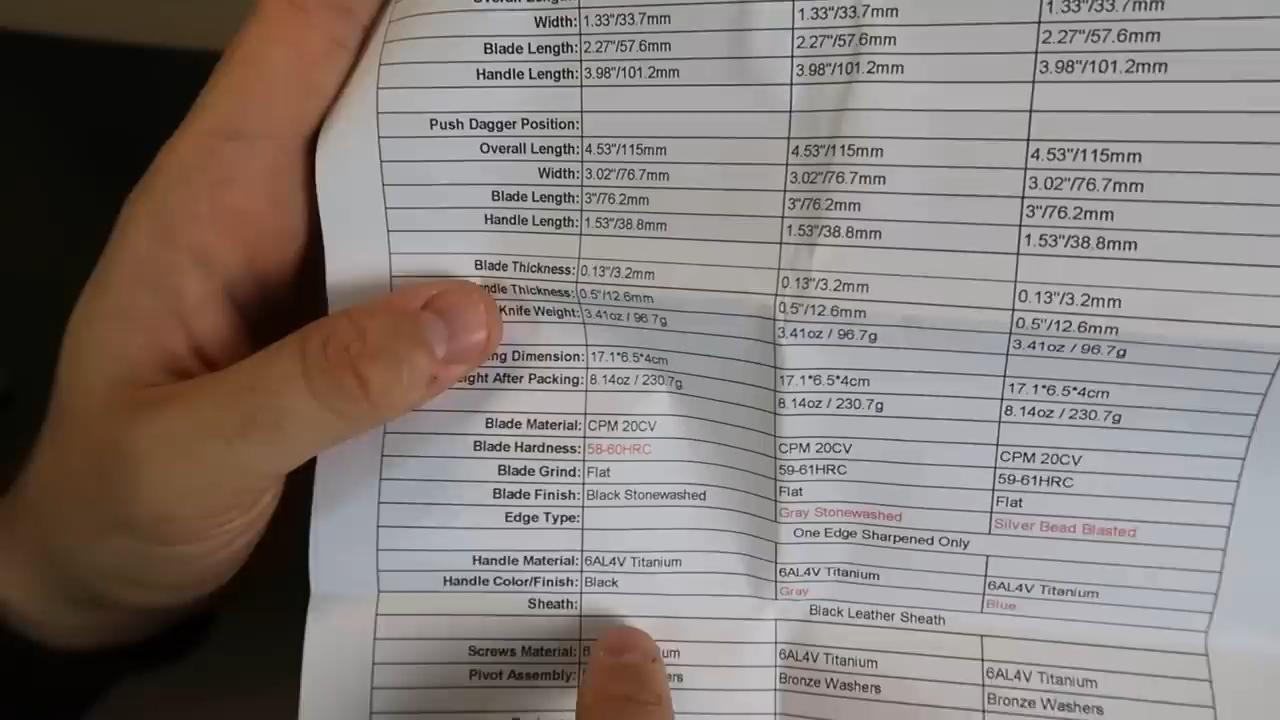 Width: 1.33"/33.7mm 1.33"/33.7mm 1.33"/33.7mm
Blade Length: 2.27"/57.6mm 2.27"/57.6mm 2.27"/57.6mm
Handle Length: 3.98"/101.2mm 3.98"/101.2mm 3.98"/101.2mm
Push Dagger Position:
Overall Length: 4.53"/115mm 4.53"/115mm 4.53"/115mm
Width: 3.02"/76.7mm 3.02"/76.7mm 3.02"/76.7mm
Blade Length: 3"/76.2mm 3"/76.2mm 3"/76.2mm
Handle Length: 1.53"/38.8mm 1.53"/38.8mm 1.53"/38.8mm
Blade Thickness: 0.13"/3.2mm 0.13"/3.2mm 0.13"/3.2mm
Thickness: 0.5"/12.6mm 0.5"/12.6mm 0.5"/12.6mm
Knife Weight: 3.41oz / 96.7g 3.41oz / 96.7g 3.41oz / 96.7g
Dimension: 17.1*6.5*4cm 17.1*6.5*4cm 17.1*6.5*4cm
After Packing: 8.14oz / 230.7g 8.14oz / 230.7g 8.14oz / 230.7g
Blade Material: CPM 20CV CPM 20CV CPM 20CV
Blade Hardness: 58-60HRC 59-61HRC 59-61HRC
Blade Grind: Flat Flat Flat
Blade Finish: Black Stonewashed Gray Stonewashed Silver Bead Blasted
Edge Type: One Edge Sharpened Only
Handle Material: 6AL4V Titanium 6AL4V Titanium 6AL4V Titanium
Handle Color/Finish: Black Gray Blue
Sheath: Black Leather Sheath
Screws Material: 6AL4V Titanium 6AL4V Titanium
Pivot Assembly: Bronze Washers Bronze Washers